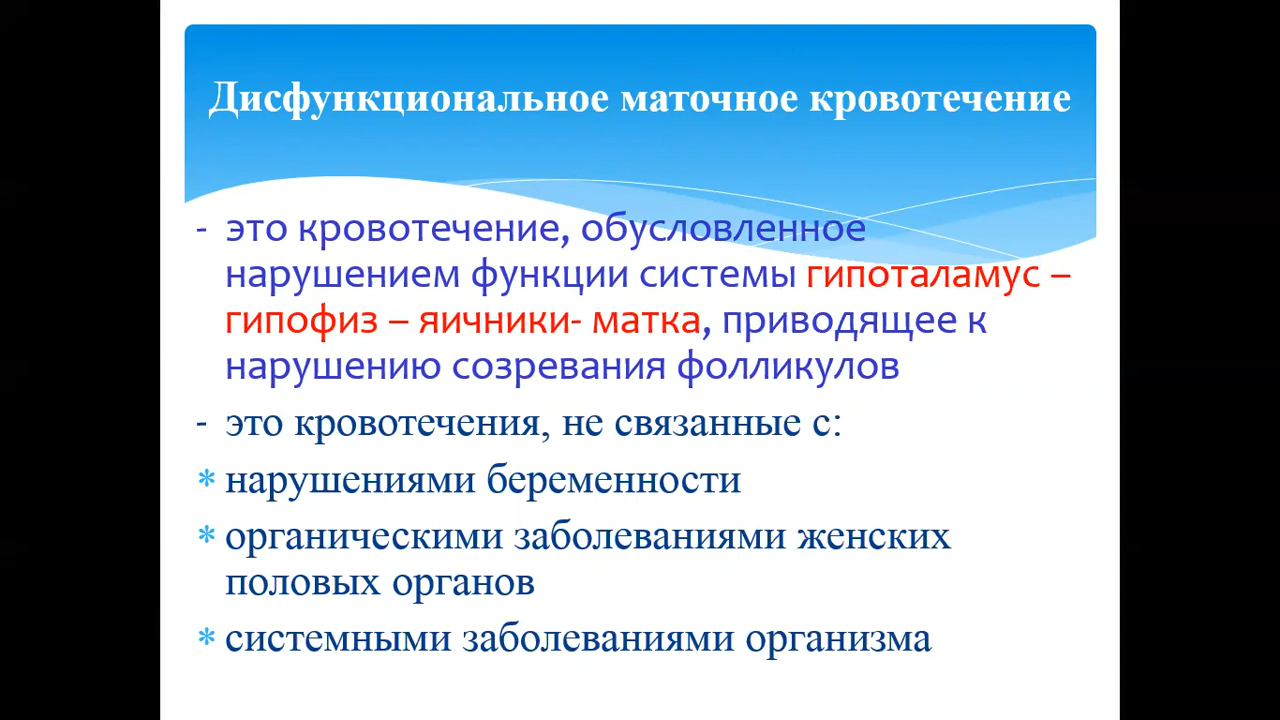 Дисфункциональное маточное кровотечение
- это кровотечение, обусловленное
нарушением функции системы гипоталамус –
гипофиз – яичники- матка, приводящее к
нарушению созревания фолликулов
- это кровотечения, не связанные с:
* нарушениями беременности
* органическими заболеваниями женских
половых органов
* системными заболеваниями организма